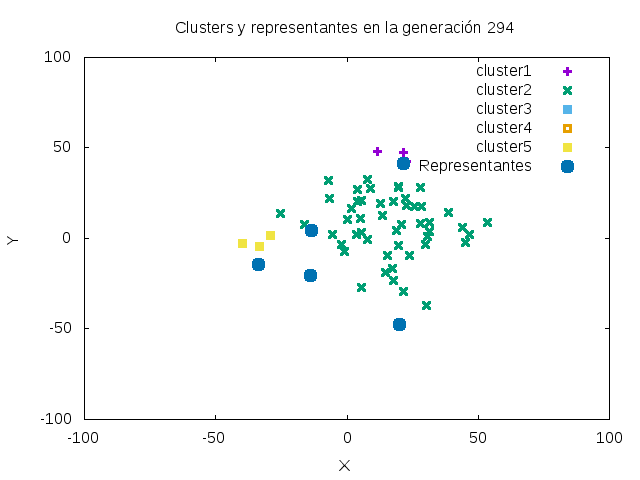 Clusters y representantes en la generación 294
100
50
0
-50
-100
-100
-50
0
50
100
Y
X
cluster1
cluster2
cluster3
cluster4
cluster5
Representantes